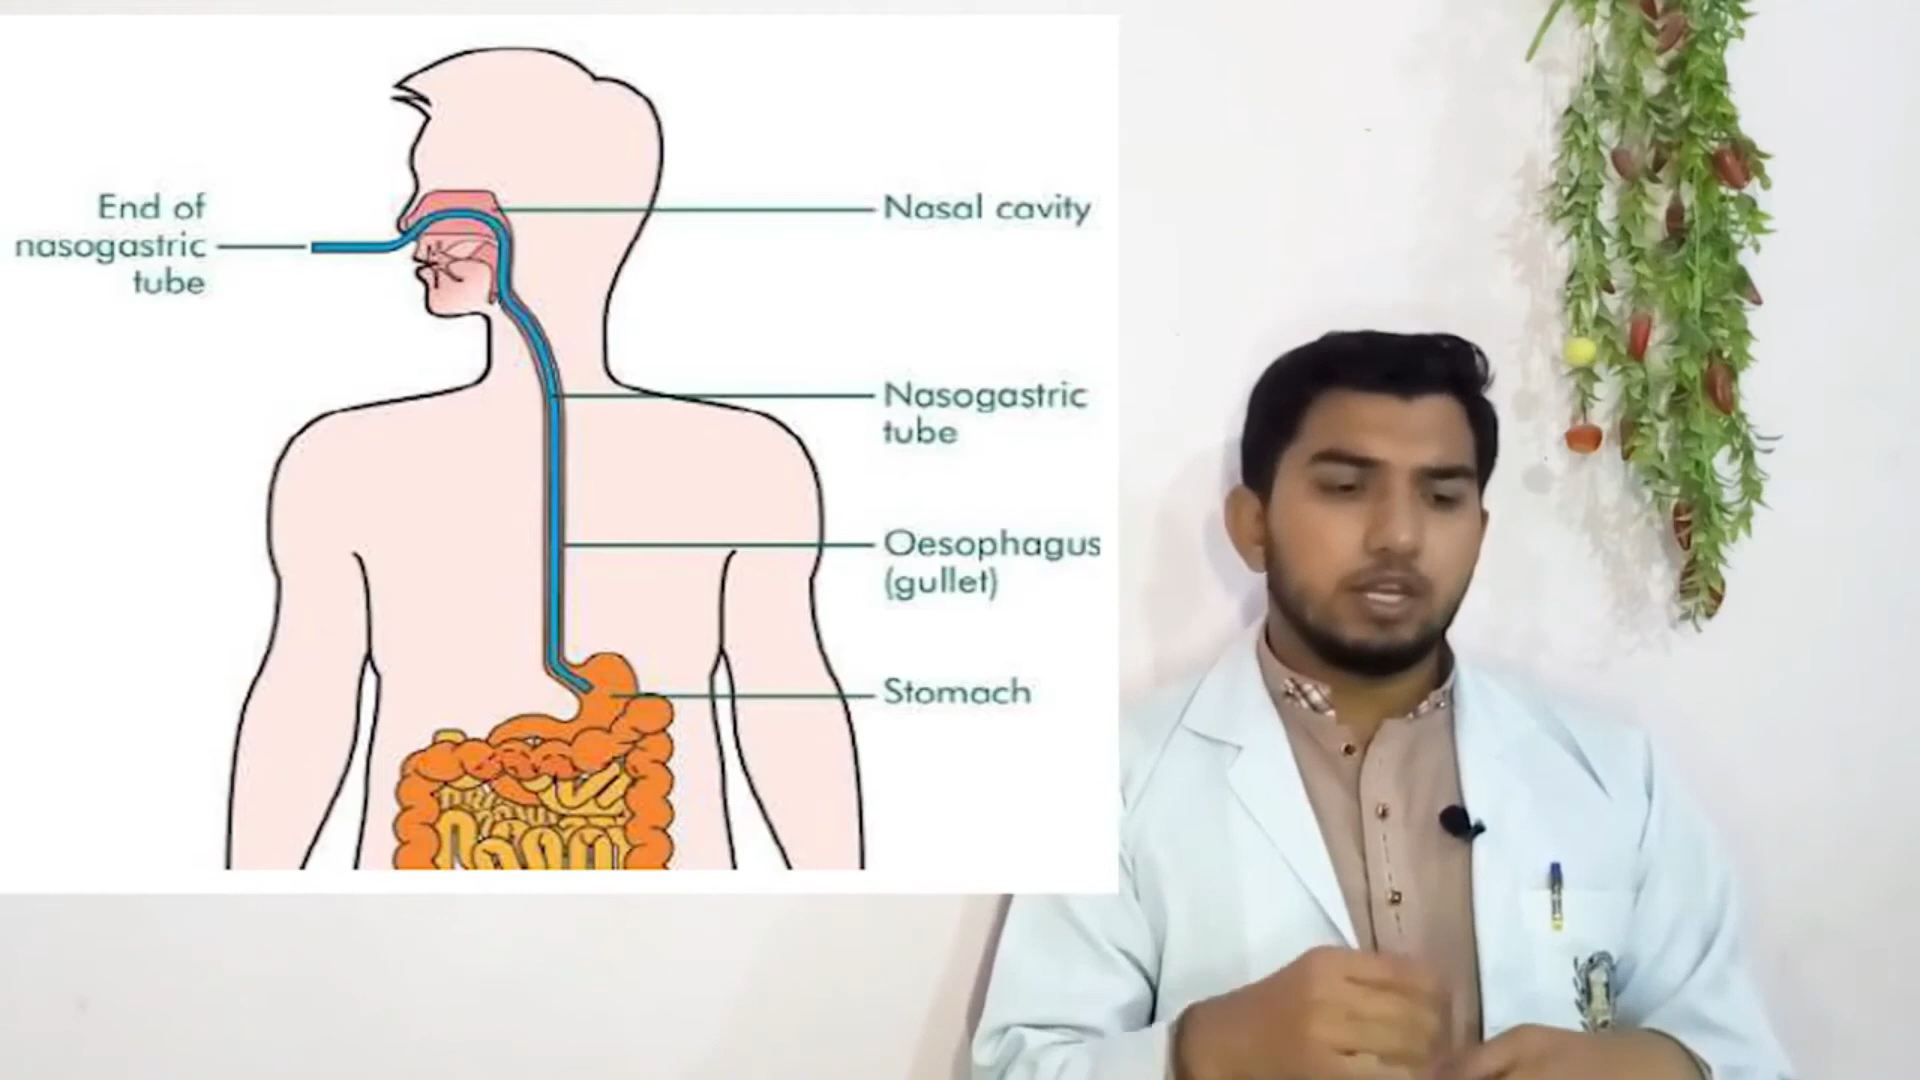 End of
nasogastric
tube
Nasal cavity
Nasogastric
tube
Oesophagus
(gullet)
Stomach